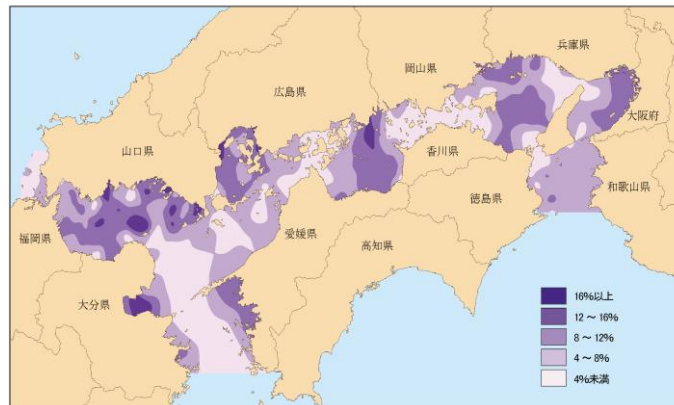 兵庫県
岡山県
広島県
大阪府
山口県
香川県
和歌山県
徳島県
福岡県
愛媛県
高知県
大分県
16%以上
12 ～ 16%
8 ～ 12%
4 ～ 8%
4%未満